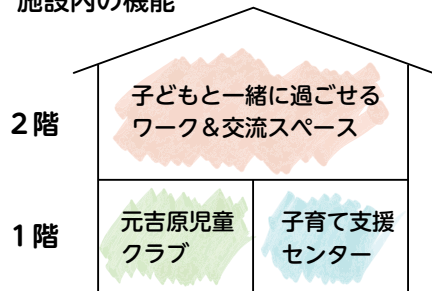 施設内の機能
2階
子どもと一緒に過ごせる
ワーク＆交流スペース
1階
元吉原児童
クラブ
子育て支援
センター